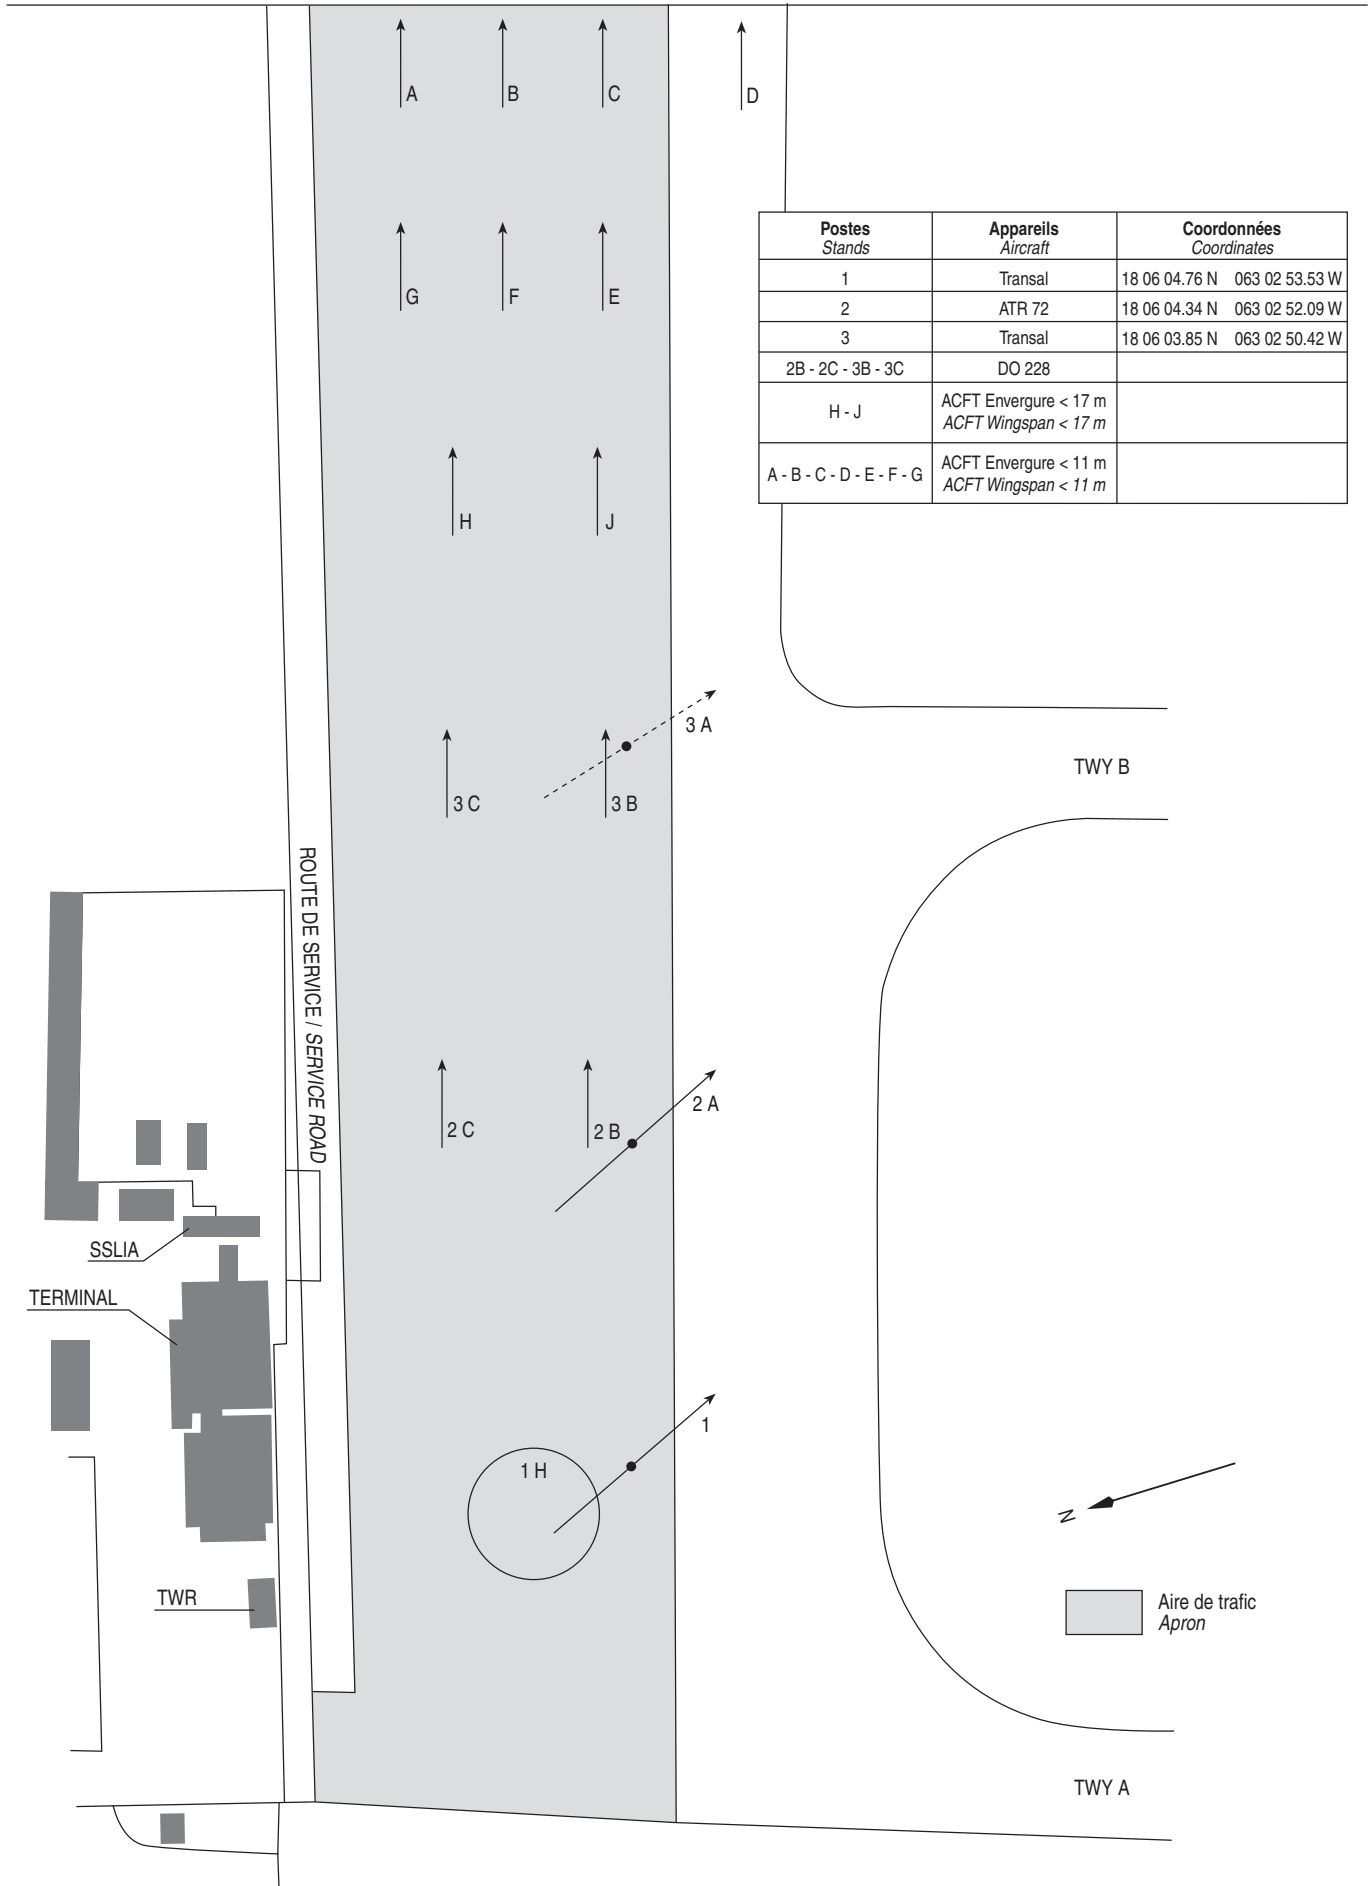 A
B
C
D
G
F
E
Postes
Stands
Appareils
Aircraft
Coordonnées
Coordinates
1
Transal
18 06 04.76 N 063 02 53.53 W
2
ATR 72
18 06 04.34 N 063 02 52.09 W
3
Transal
18 06 03.85 N 063 02 50.42 W
2B - 2C - 3B - 3C
DO 228
H - J
ACFT Envergure < 17 m
ACFT Wingspan < 17 m
A - B - C - D - E - F - G
ACFT Envergure < 11 m
ACFT Wingspan < 11 m
H
J
3 A
3 C
3 B
TWY B
ROUTE DE SERVICE / SERVICE ROAD
2 A
2 C
2 B
SSLIA
TERMINAL
1
1 H
N
TWR
Aire de trafic
Apron
TWY A